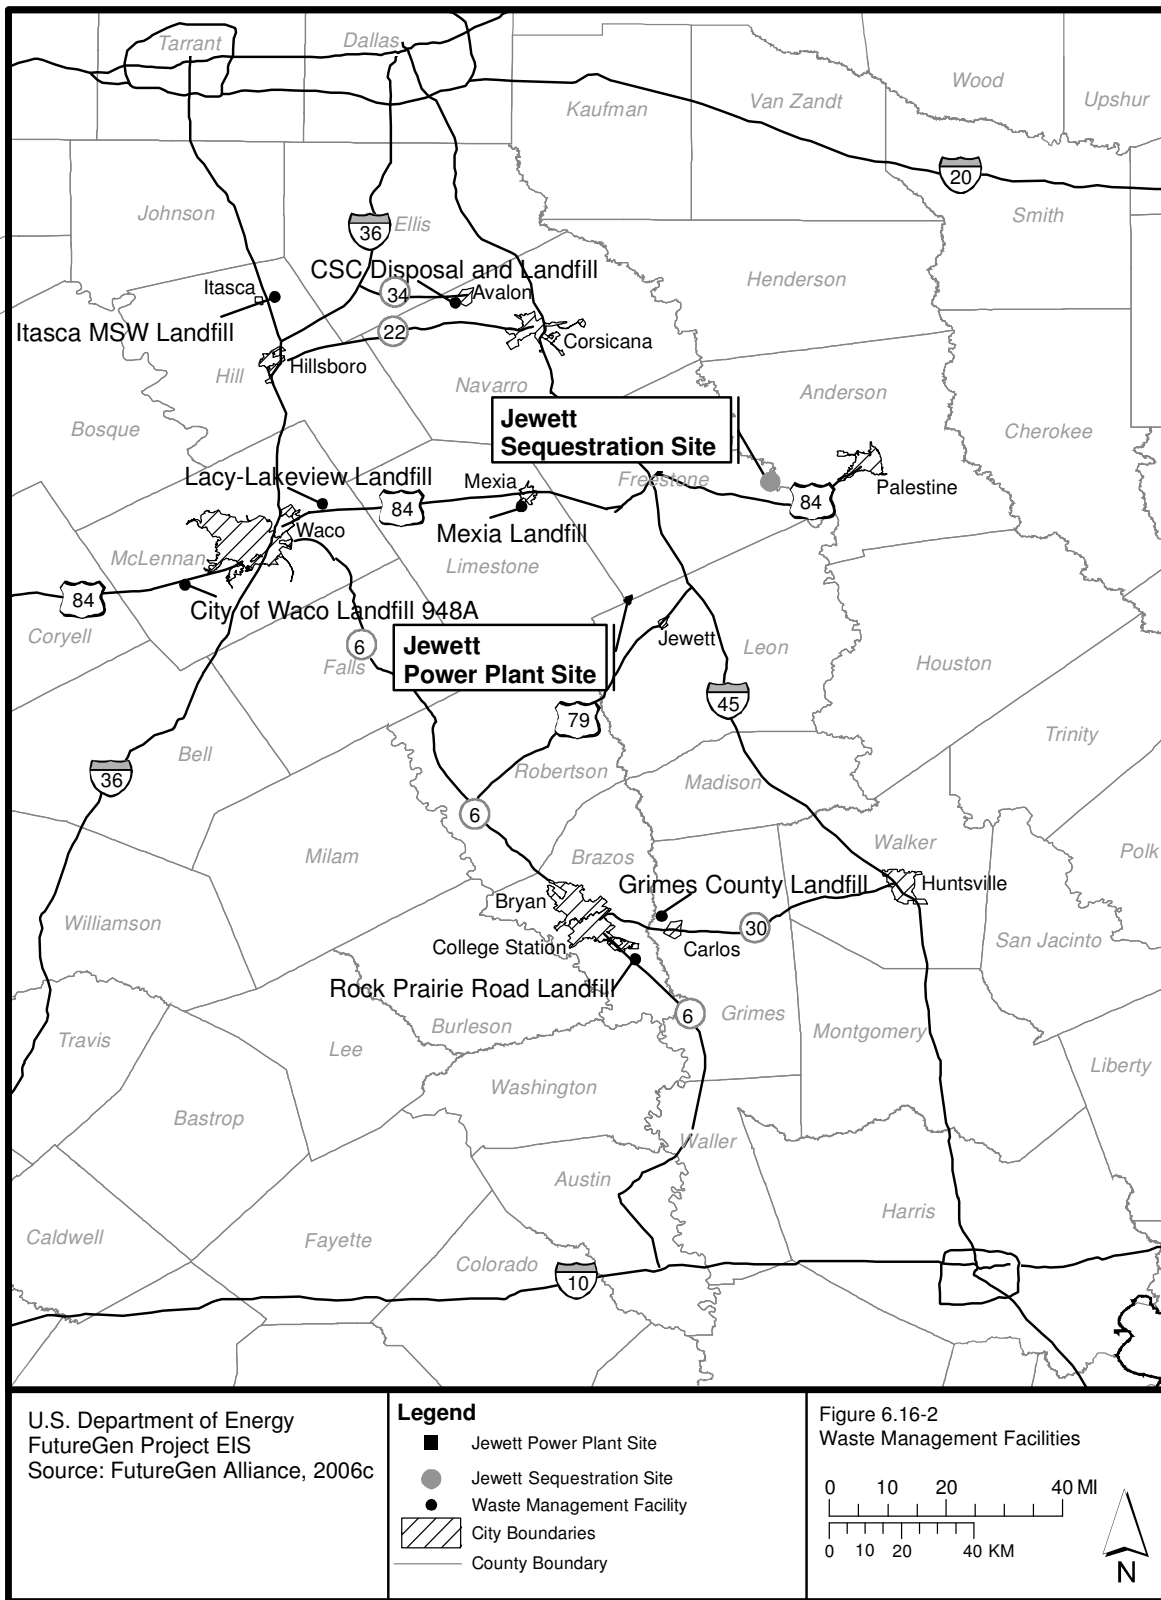 Tarrant
Dallas
Wood
Kaufman
Van Zandt
Upshur
20
Johnson
36
Ellis
Smith
CSC Disposal and Landfill
Henderson
Itasca
34
Avalon
Itasca MSW Landfill
22
Corsicana
Hill
Hillsboro
Navarro
Anderson
Bosque
Jewett
Sequestration Site
Cherokee
Lacy-Lakeview Landfill
Mexia
Freestone
Palestine
84
84
Waco
Mexia Landfill
McLennan
Limestone
84
City of Waco Landfill 948A
Coryell
6
Falls
Jewett
Power Plant Site
Jewett
Leon
Houston
45
79
Trinity
Bell
36
Robertson
Madison
6
Milam
Brazos
Walker
Polk
Grimes County Landfill
Huntsville
Bryan
Williamson
30
College Station
Carlos
San Jacinto
Rock Prairie Road Landfill
6
Grimes
Burleson
Montgomery
Travis
Lee
Liberty
Washington
Bastrop
Waller
Austin
Harris
Caldwell
Fayette
Colorado
10
U.S. Department of Energy
FutureGen Project EIS
Source: FutureGen Alliance, 2006c
Legend
Jewett Power Plant Site
Jewett Sequestration Site
Waste Management Facility
City Boundaries
County Boundary
Figure 6.16-2
Waste Management Facilities
0 10 20 40 MI
0 10 20 40 KM
N